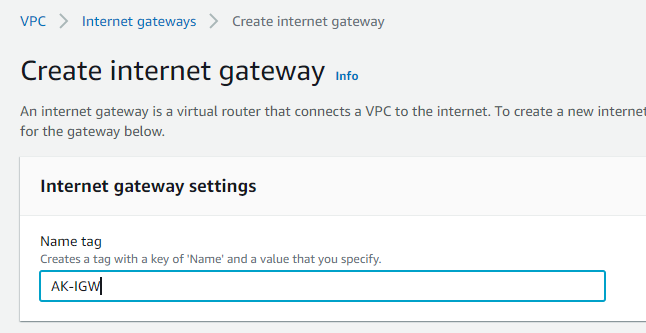 VPC > Internet gateways > Create internet gateway
Create internet gateway Info
An internet gateway is a virtual router that connects a VPC to the internet. To create a new internet
for the gateway below.
Internet gateway settings
Name tag
Creates a tag with a key of 'Name' and a value that you specify.
AK-IGW